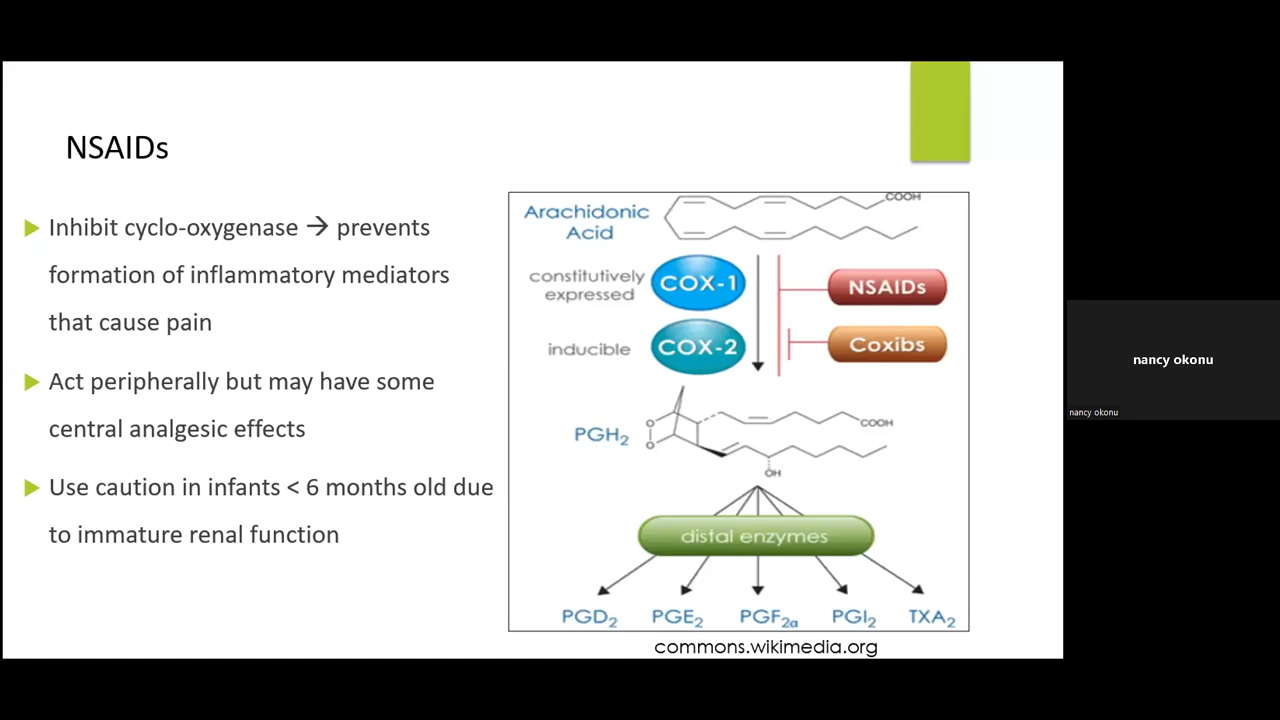 NSAIDs
Inhibit cyclo-oxygenase → prevents
formation of inflammatory mediators
that cause pain
Act peripherally but may have some
central analgesic effects
Use caution in infants < 6 months old due
to immature renal function
COOH
Arachidonic
Acid
constitutively
expressed
COX-1
NSAIDs
inducible
COX-2
Coxibs
O
O
COOH
PGH₂
OH
distal enzymes
PGD₂ PGE₂ PGF₂α PGI₂ TXA₂
commons.wikimedia.org
nancy okonu
nancy okonu